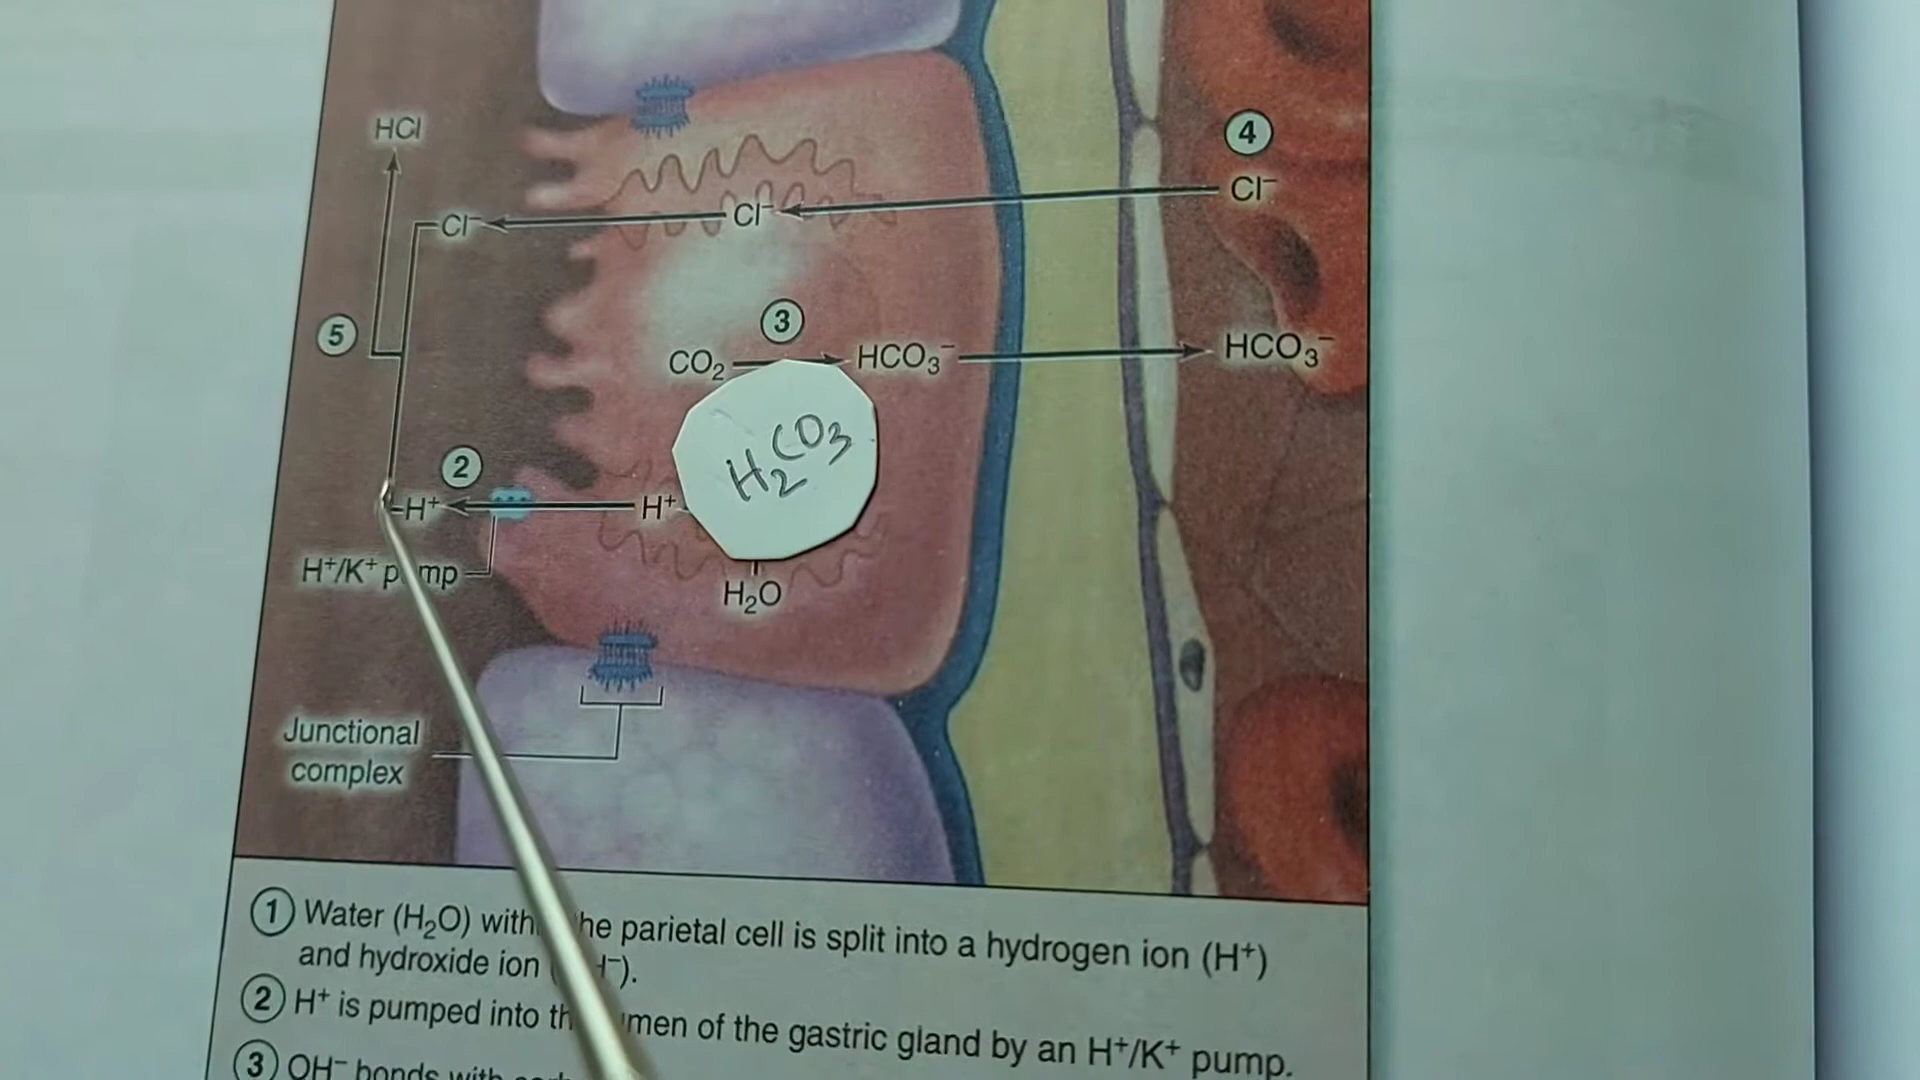 HCl
4
Cl⁻
Cl⁻
Cl⁻
3
5
CO₂
HCO₃⁻
HCO₃⁻
H₂CO₃
2
H⁺
H⁺
H⁺/K⁺ p mp
H₂O
Junctional
complex
1 Water (H₂O) with he parietal cell is split into a hydrogen ion (H⁺)
and hydroxide ion ⁻).
2 H⁺ is pumped into th men of the gastric gland by an H⁺/K⁺ pump.
3 OH⁻ bonds with